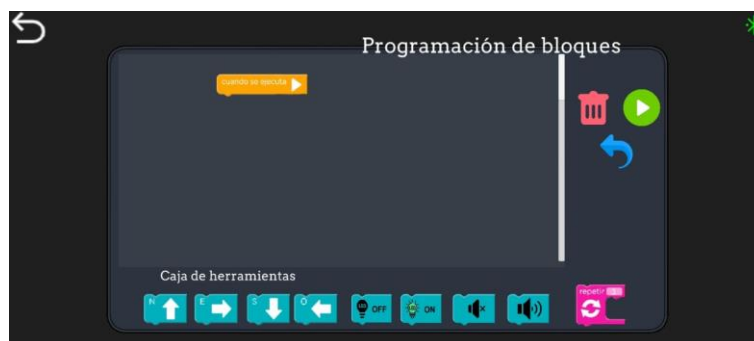 Programación de bloques
cuando se ejecuta
Caja de herramientas
N E S O OFF ON
repetir